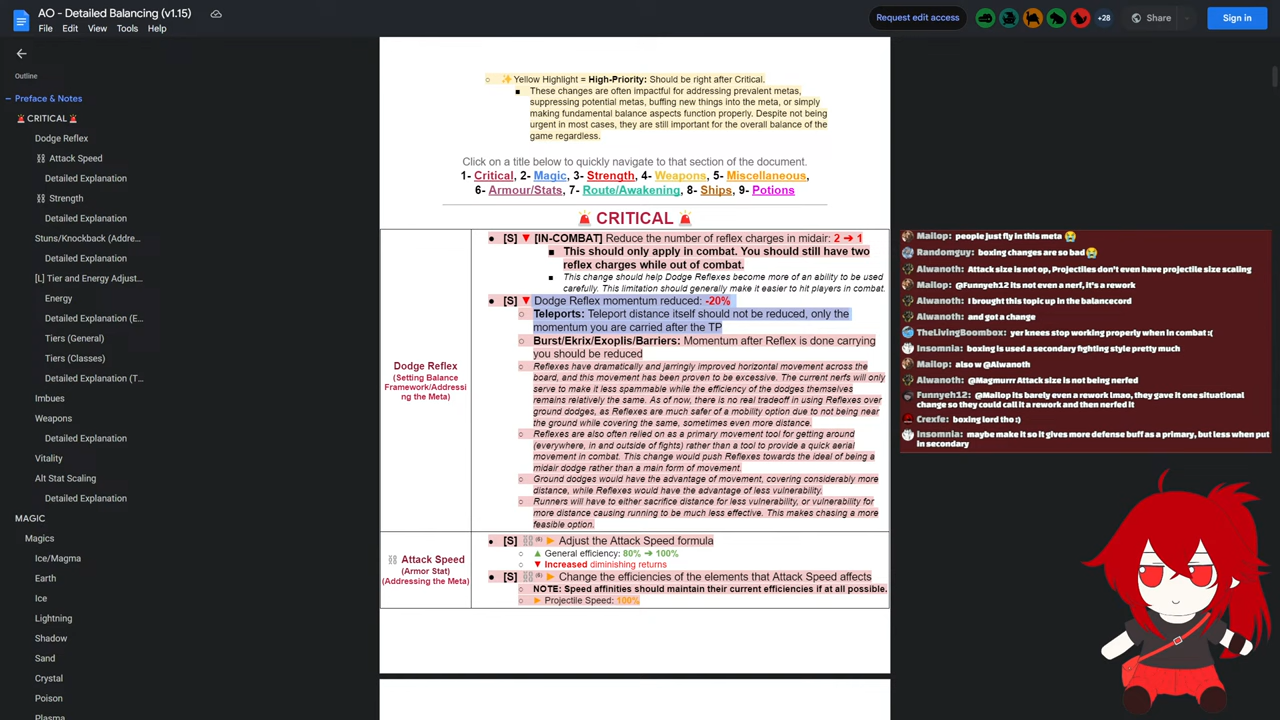 AO - Detailed Balancing (v1.15)
File Edit View Tools Help
Request edit access
+28
Share
Sign in
Outline
Preface & Notes
🚨CRITICAL🚨
Dodge Reflex
⛓ Attack Speed
Detailed Explanation
⛓ Strength
Detailed Explanation
Stuns/Knockback (Addre...
Detailed Explanation
[L] Tier and Energy Adjust...
Energy
Detailed Explanation (E...
Tiers (General)
Tiers (Classes)
Detailed Explanation (T...
Imbues
Weapons
Detailed Explanation
Vitality
Alt Stat Scaling
Detailed Explanation
MAGIC
Magics
Ice/Magma
Earth
Ice
Lightning
Shadow
Sand
Crystal
Poison
Plasma
○ ✨Yellow Highlight = High-Priority: Should be right after Critical.
■ These changes are often impactful for addressing prevalent metas,
suppressing potential metas, buffing new things into the meta, or simply
making fundamental balance aspects function properly. Despite not being
urgent in most cases, they are still important for the overall balance of the
game regardless.
Click on a title below to quickly navigate to that section of the document.
1- Critical, 2- Magic, 3- Strength, 4- Weapons, 5- Miscellaneous,
6- Armour/Stats, 7- Route/Awakening, 8- Ships, 9- Potions
🚨 CRITICAL 🚨
Dodge Reflex
(Setting Balance
Framework/Addressi
ng the Meta)
● [S] ▼ [IN-COMBAT] Reduce the number of reflex charges in midair: 2 ➔ 1
■ This should only apply in combat. You should still have two
reflex charges while out of combat.
■ This change should help Dodge Reflexes become more of an ability to be used
carefully. This limitation should generally make it easier to hit players in combat.
● [S] ▼ Dodge Reflex momentum reduced: -20%
○ Teleports: Teleport distance itself should not be reduced, only the
momentum you are carried after the TP
○ Burst/Ekrix/Exoplis/Barriers: Momentum after Reflex is done carrying
you should be reduced
○ Reflexes have dramatically and jarringly improved horizontal movement across the
board, and this movement has been proven to be excessive. The current nerfs will only
serve to make it less spammable while the efficiency of the dodges themselves
remains relatively the same. As of now, there is no real tradeoff in using Reflexes over
ground dodges, as Reflexes are much safer of a mobility option due to not being near
the ground while covering the same, sometimes even more distance.
○ Reflexes are also often relied on as a primary movement tool for getting around
(everywhere, in and outside of fights) rather than a tool to provide a quick aerial
movement in combat. This change would push Reflexes towards the ideal of being a
midair dodge rather than a main form of movement.
○ Ground dodges would have the advantage of movement, covering considerably more
distance, while Reflexes would have the advantage of less vulnerability.
○ Runners will have to either sacrifice distance for less vulnerability, or vulnerability for
more distance causing running to be much less effective. This makes chasing a more
feasible option.
⛓ Attack Speed
(Armor Stat)
(Addressing the Meta)
● [S] ⛓ ⁽⁶⁾ ► Adjust the Attack Speed formula
○ ▲ General efficiency: 80% ➔ 100%
○ ▼ Increased diminishing returns
● [S] ⛓ ⁽⁶⁾ ► Change the efficiencies of the elements that Attack Speed affects
○ NOTE: Speed affinities should maintain their current efficiencies if at all possible.
○ ► Projectile Speed: 100%
Mailop: people just fly in this meta 😭
Randomguy: boxing changes are so bad😭
Alwanoth: Attack size is not op, Projectiles don't even have projectile size scaling
Mailop: @Funnyeh12 its not even a nerf, it's a rework
Alwanoth: I brought this topic up in the balancecord
Alwanoth: and got a change
TheLivingBoombox: yer knees stop working properly when in combat :(
Insomnia: boxing is used a secondary fighting style pretty much
Mailop: also w @Alwanoth
Alwanoth: @Magmurrr Attack size is not being nerfed
Funnyeh12: @Mailop its barely even a rework lmao, they gave it one situational
change so they could call it a rework and then nerfed it
Crexfe: boxing lord tho :)
Insomnia: maybe make it so it gives more defense buff as a primary, but less when put
in secondary